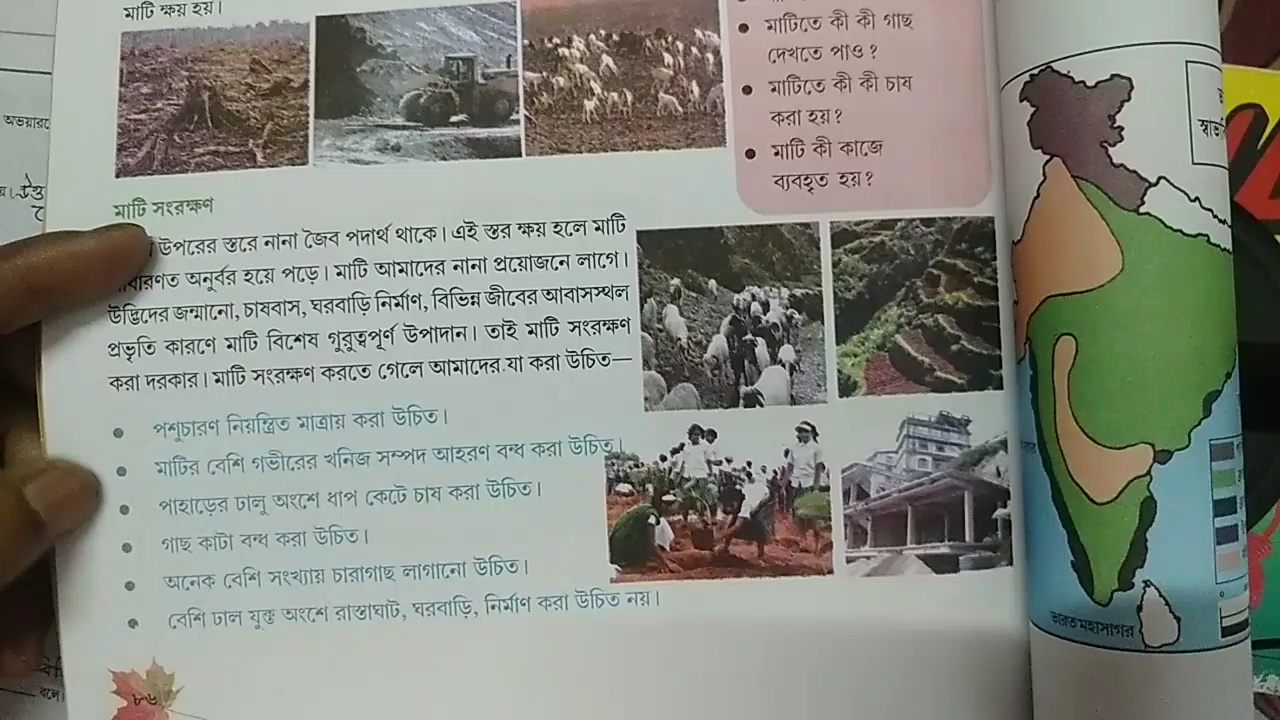 মাটি ক্ষয় হয়।
মাটিতে কী কী গাছ
দেখতে পাও?
মাটিতে কী কী চাষ
করা হয়?
মাটি কী কাজে
ব্যবহৃত হয়?
মাটি সংরক্ষণ
উপরের স্তরে নানা জৈব পদার্থ থাকে। এই স্তর ক্ষয় হলে মাটি
অনুর্বর হয়ে পড়ে। মাটি আমাদের নানা প্রয়োজনে লাগে।
উদ্ভিদের জন্মানো, চাষবাস, ঘরবাড়ি নির্মাণ, বিভিন্ন জীবের আবাসস্থল
প্রভৃতি কারণে মাটি বিশেষ গুরুত্বপূর্ণ উপাদান। তাই মাটি সংরক্ষণ
করা দরকার। মাটি সংরক্ষণ করতে গেলে আমাদের যা করা উচিত—
পশুচারণ নিয়ন্ত্রিত মাত্রায় করা উচিত।
মাটির বেশি গভীরের খনিজ সম্পদ আহরণ বন্ধ করা উচিত।
পাহাড়ের ঢালু অংশে ধাপ কেটে চাষ করা উচিত।
গাছ কাটা বন্ধ করা উচিত।
অনেক বেশি সংখ্যায় চারাগাছ লাগানো উচিত।
বেশি ঢাল যুক্ত অংশে রাস্তাঘাট, ঘরবাড়ি, নির্মাণ করা উচিত নয়।
৮৬
ভারত মহাসাগর